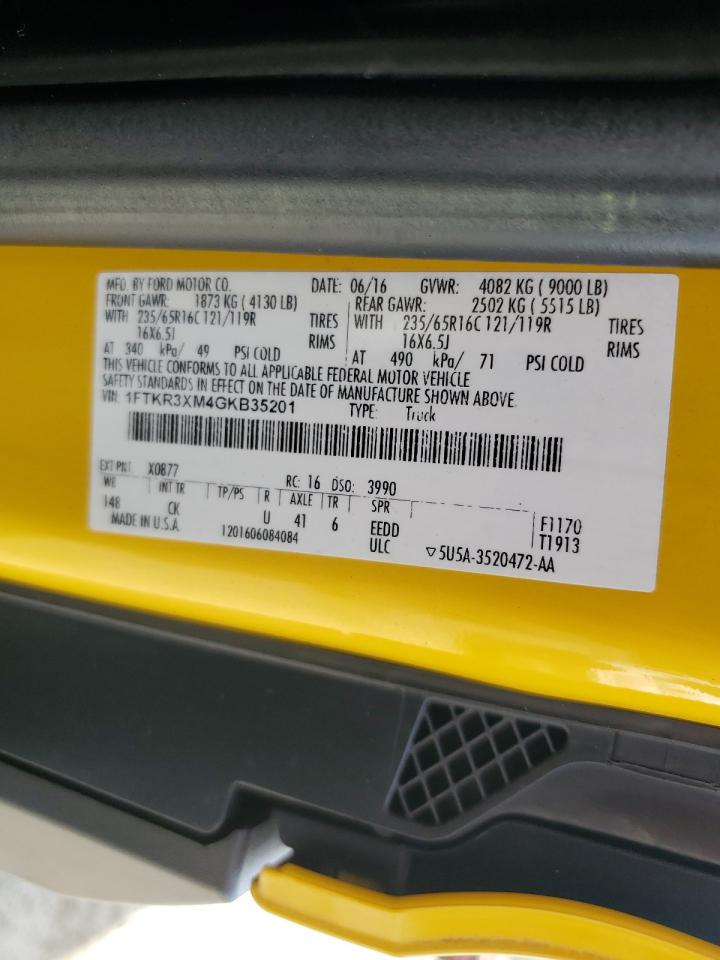 MFD. BY FORD MOTOR CO. DATE: 06/16 GVWR: 4082 KG ( 9000 LB)
FRONT GAWR: 1873 KG ( 4130 LB) REAR GAWR: 2502 KG ( 5515 LB)
WITH 235/65R16C 121/119R TIRES WITH 235/65R16C 121/119R TIRES
16X6.5J RIMS 16X6.5J RIMS
AT 340 kPa/ 49 PSI COLD AT 490 kPa/ 71 PSI COLD
THIS VEHICLE CONFORMS TO ALL APPLICABLE FEDERAL MOTOR VEHICLE
SAFETY STANDARDS IN EFFECT ON THE DATE OF MANUFACTURE SHOWN ABOVE.
VIN: 1FTKR3XM4GKB35201 TYPE: Truck
EXT PNT: X0877 RC: 16 DSO: 3990
WB INT TR TP/PS R AXLE TR SPR F1170
148 CK U 41 6 EEDD T1913
MADE IN U.S.A. 1201606084084 ULC ▽5U5A-3520472-AA